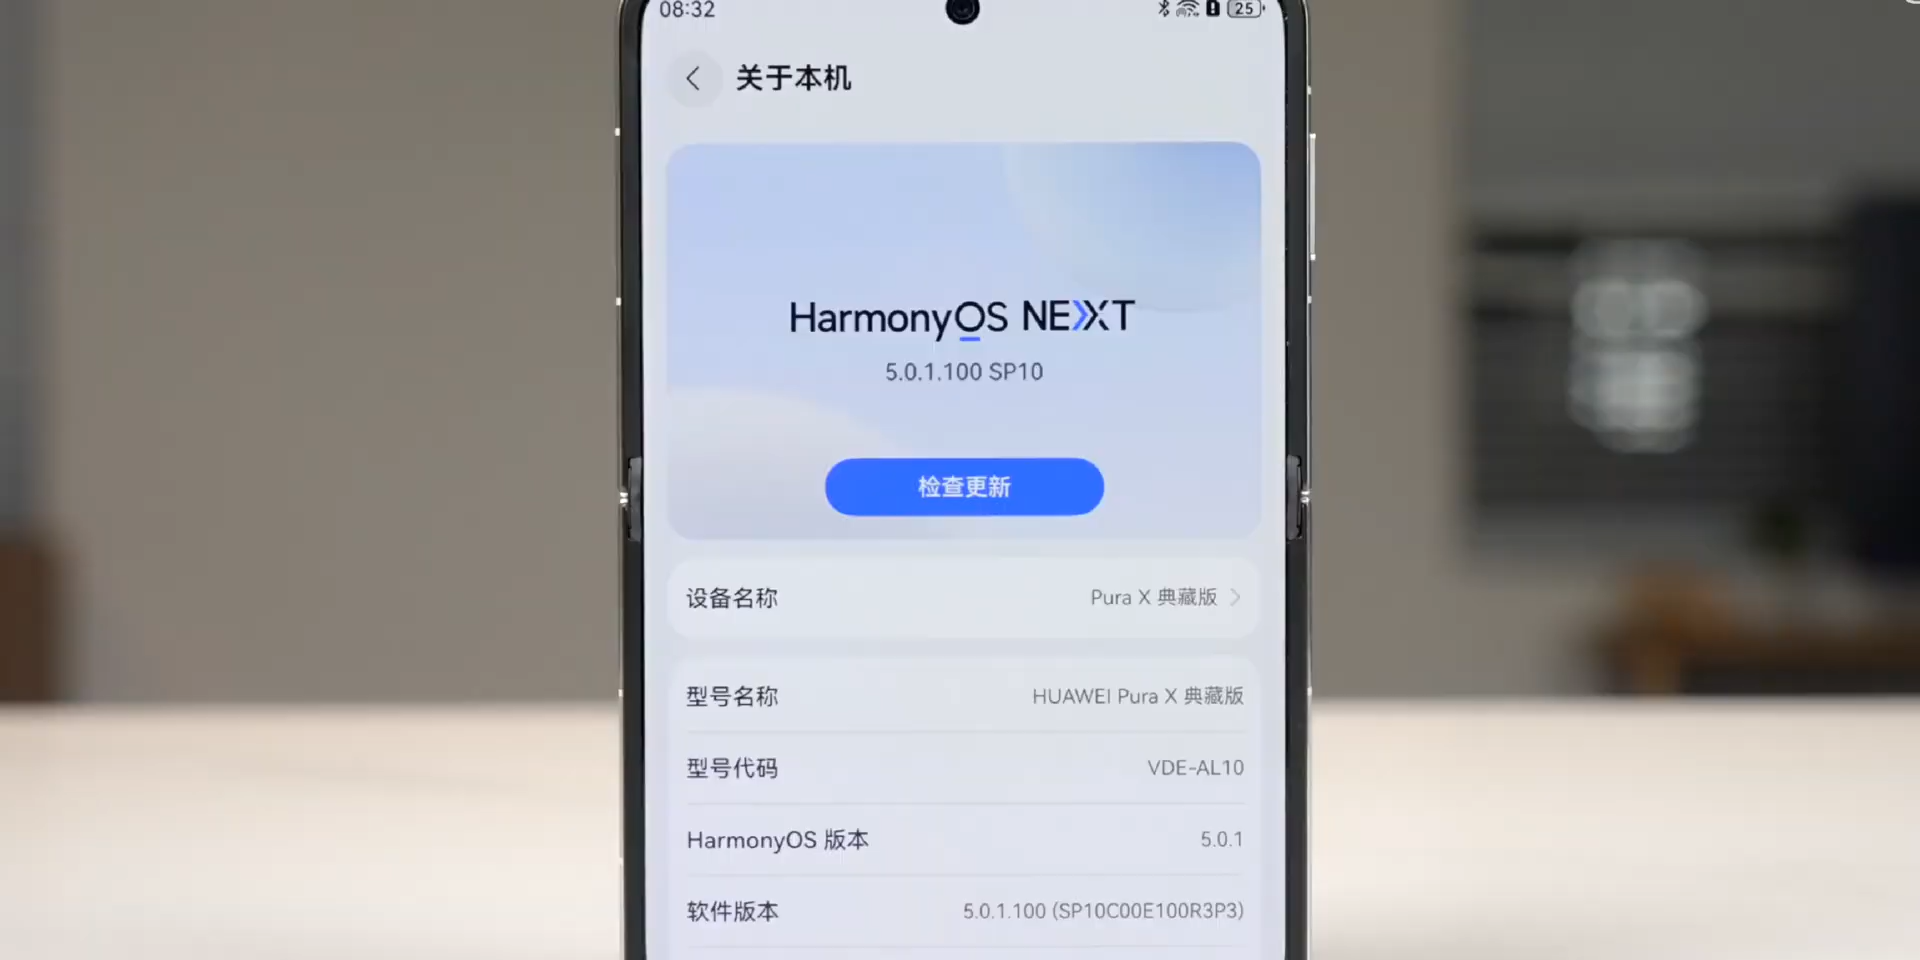 08:32
25
关于本机
HarmonyOS NEXT
5.0.1.100 SP10
检查更新
设备名称 Pura X 典藏版
型号名称 HUAWEI Pura X 典藏版
型号代码 VDE-AL10
HarmonyOS 版本 5.0.1
软件版本 5.0.1.100 (SP10C00E100R3P3)